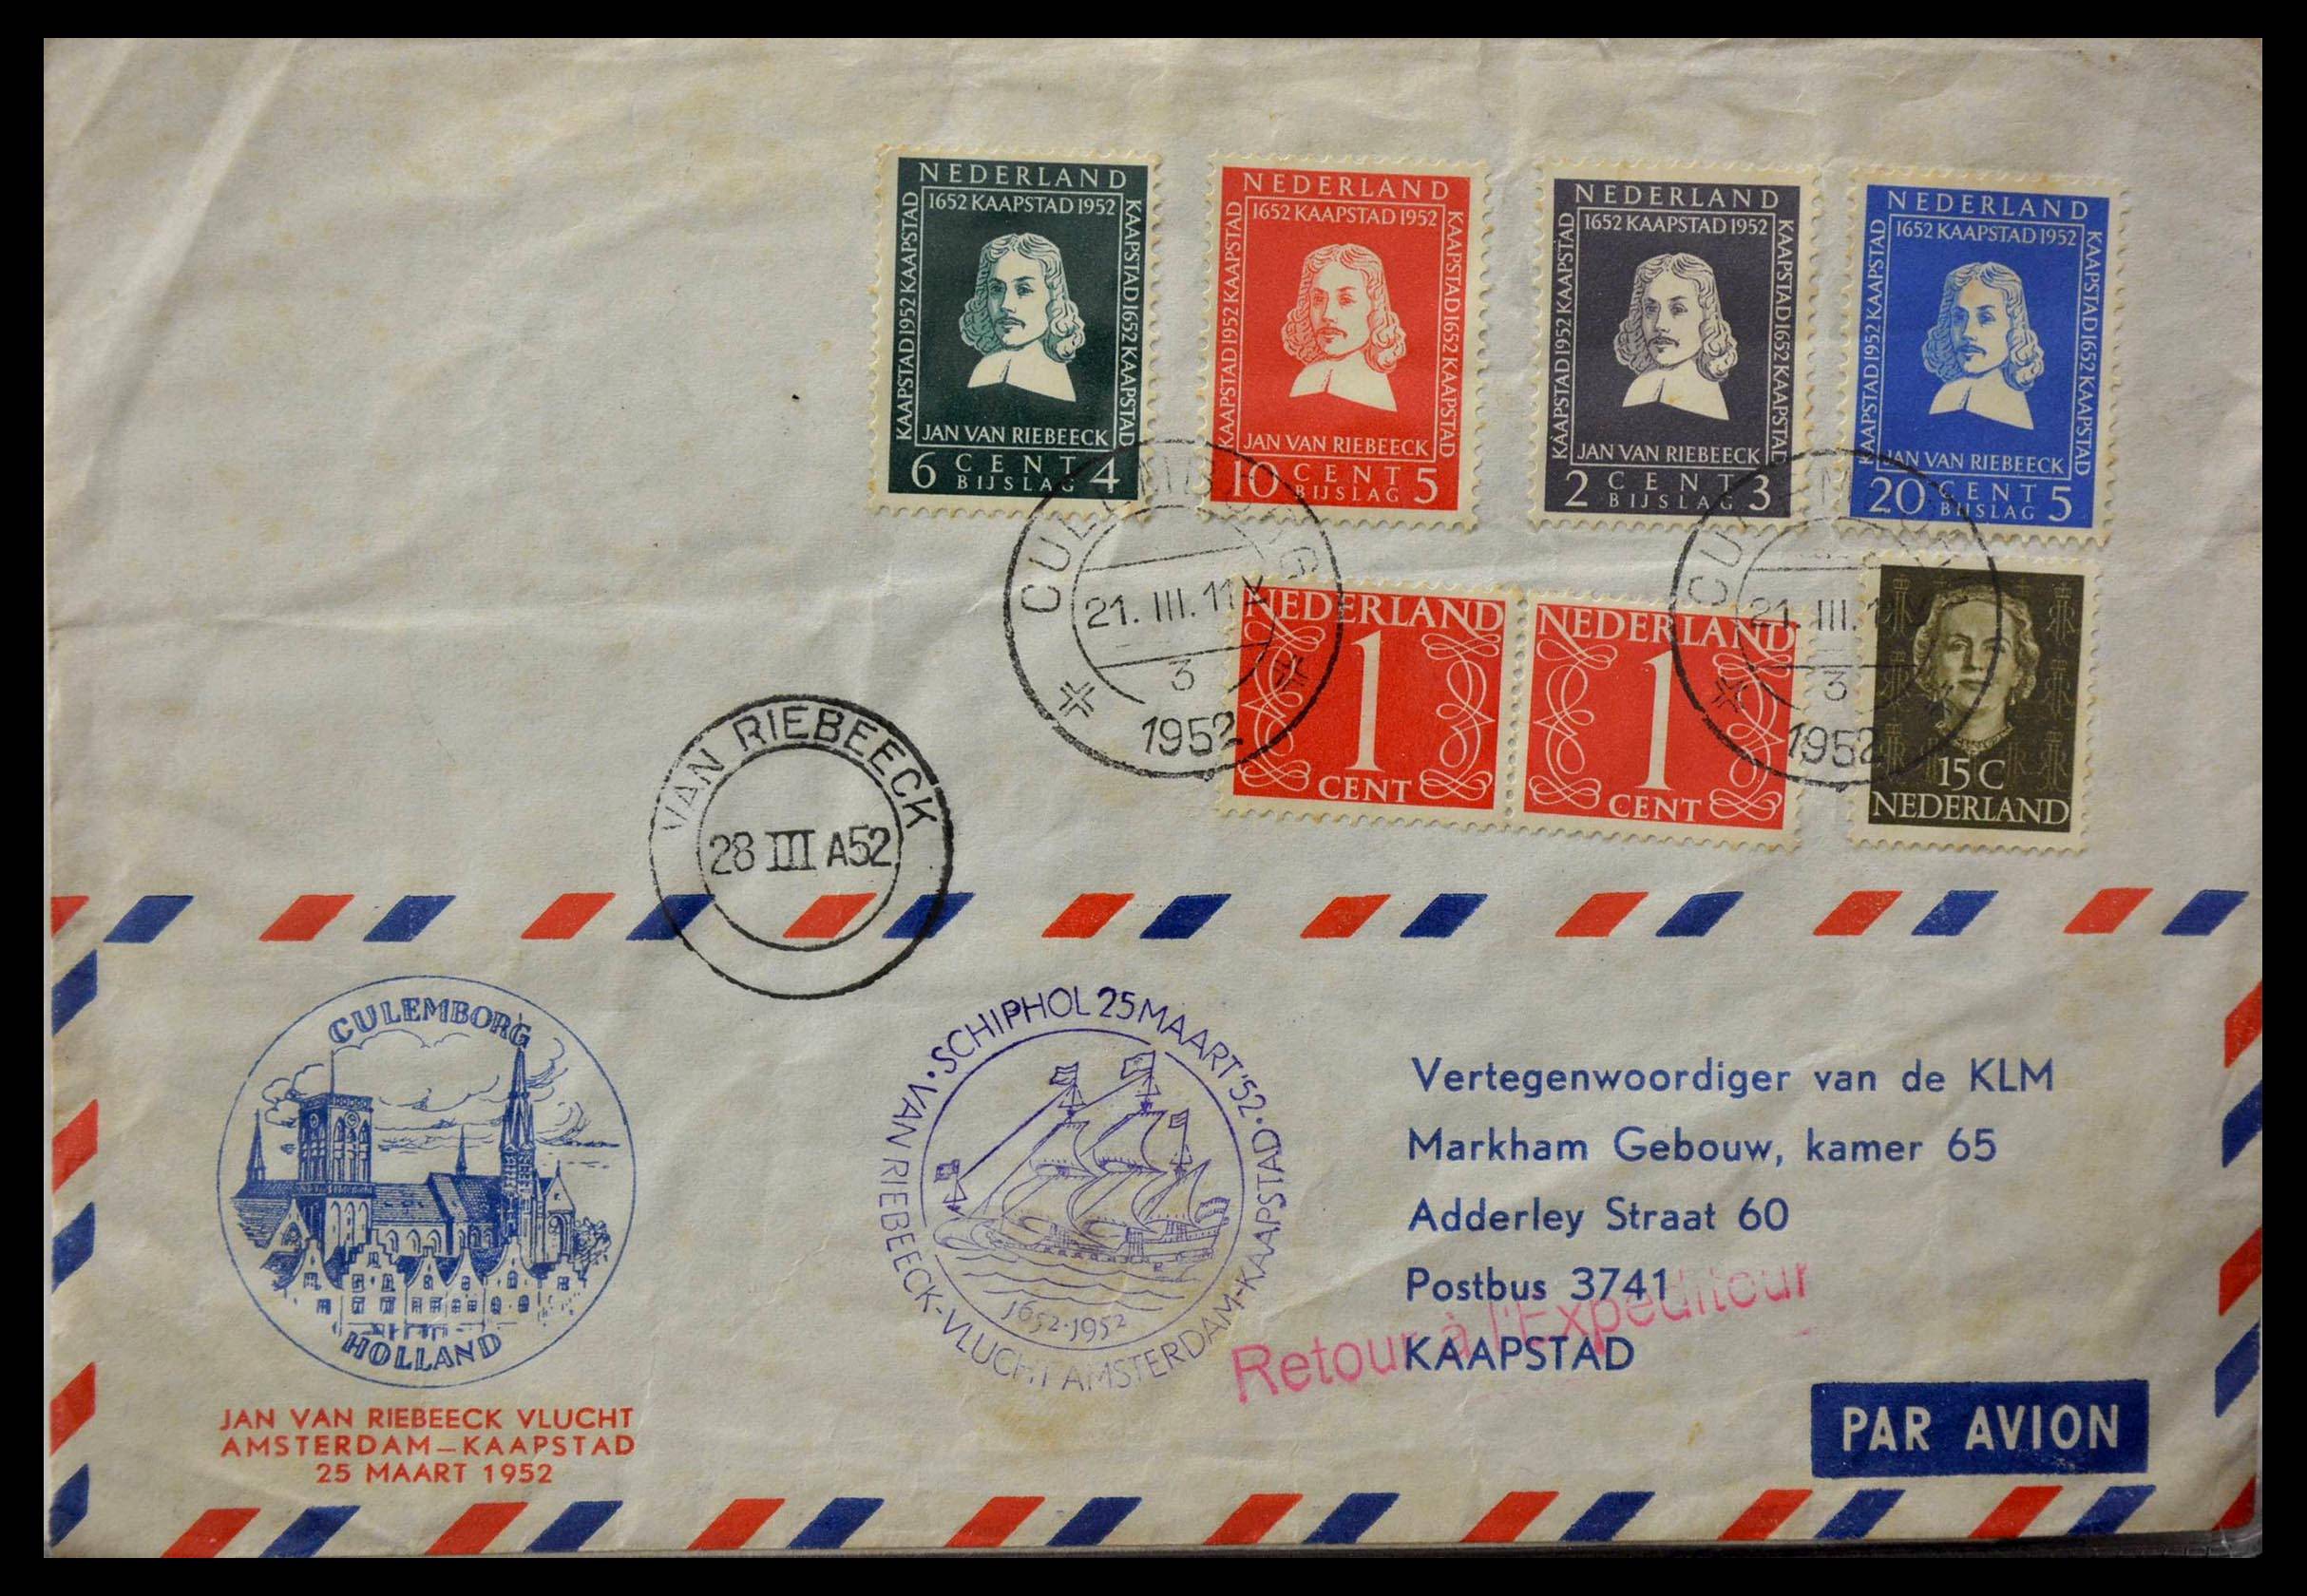 NEDERLAND
1652 KAAPSTAD 1952
KAAPSTAD 1952 KAAPSTAD
KAAPSTAD 1652 KAAPSTAD
JAN VAN RIEBEECK
6 CENT 4
BIJSLAG
NEDERLAND
1652 KAAPSTAD 1952
KAAPSTAD 1952 KAAPSTAD
KAAPSTAD 1652 KAAPSTAD
JAN VAN RIEBEECK
10 CENT 5
BIJSLAG
NEDERLAND
1652 KAAPSTAD 1952
KAAPSTAD 1952 KAAPSTAD
KAAPSTAD 1652 KAAPSTAD
JAN VAN RIEBEECK
2 CENT 3
BIJSLAG
NEDERLAND
1652 KAAPSTAD 1952
KAAPSTAD 1952 KAAPSTAD
KAAPSTAD 1652 KAAPSTAD
JAN VAN RIEBEECK
20 CENT 5
BIJSLAG
CULEMBORG
21. III. 11
3
1952
NEDERLAND
1
CENT
NEDERLAND
1
CENT
21. III.
3
1952
15 C
NEDERLAND
VAN RIEBEECK
28 III A52
CULEMBORG
HOLLAND
JAN VAN RIEBEECK VLUCHT
AMSTERDAM–KAAPSTAD
25 MAART 1952
SCHIPHOL 25 MAART '52.
VAN RIEBEECK-VLUCHT AMSTERDAM-KAAPSTAD
1652-1952
Vertegenwoordiger van de KLM
Markham Gebouw, kamer 65
Adderley Straat 60
Postbus 3741
KAAPSTAD
Retour à l'Expéditeur
PAR AVION